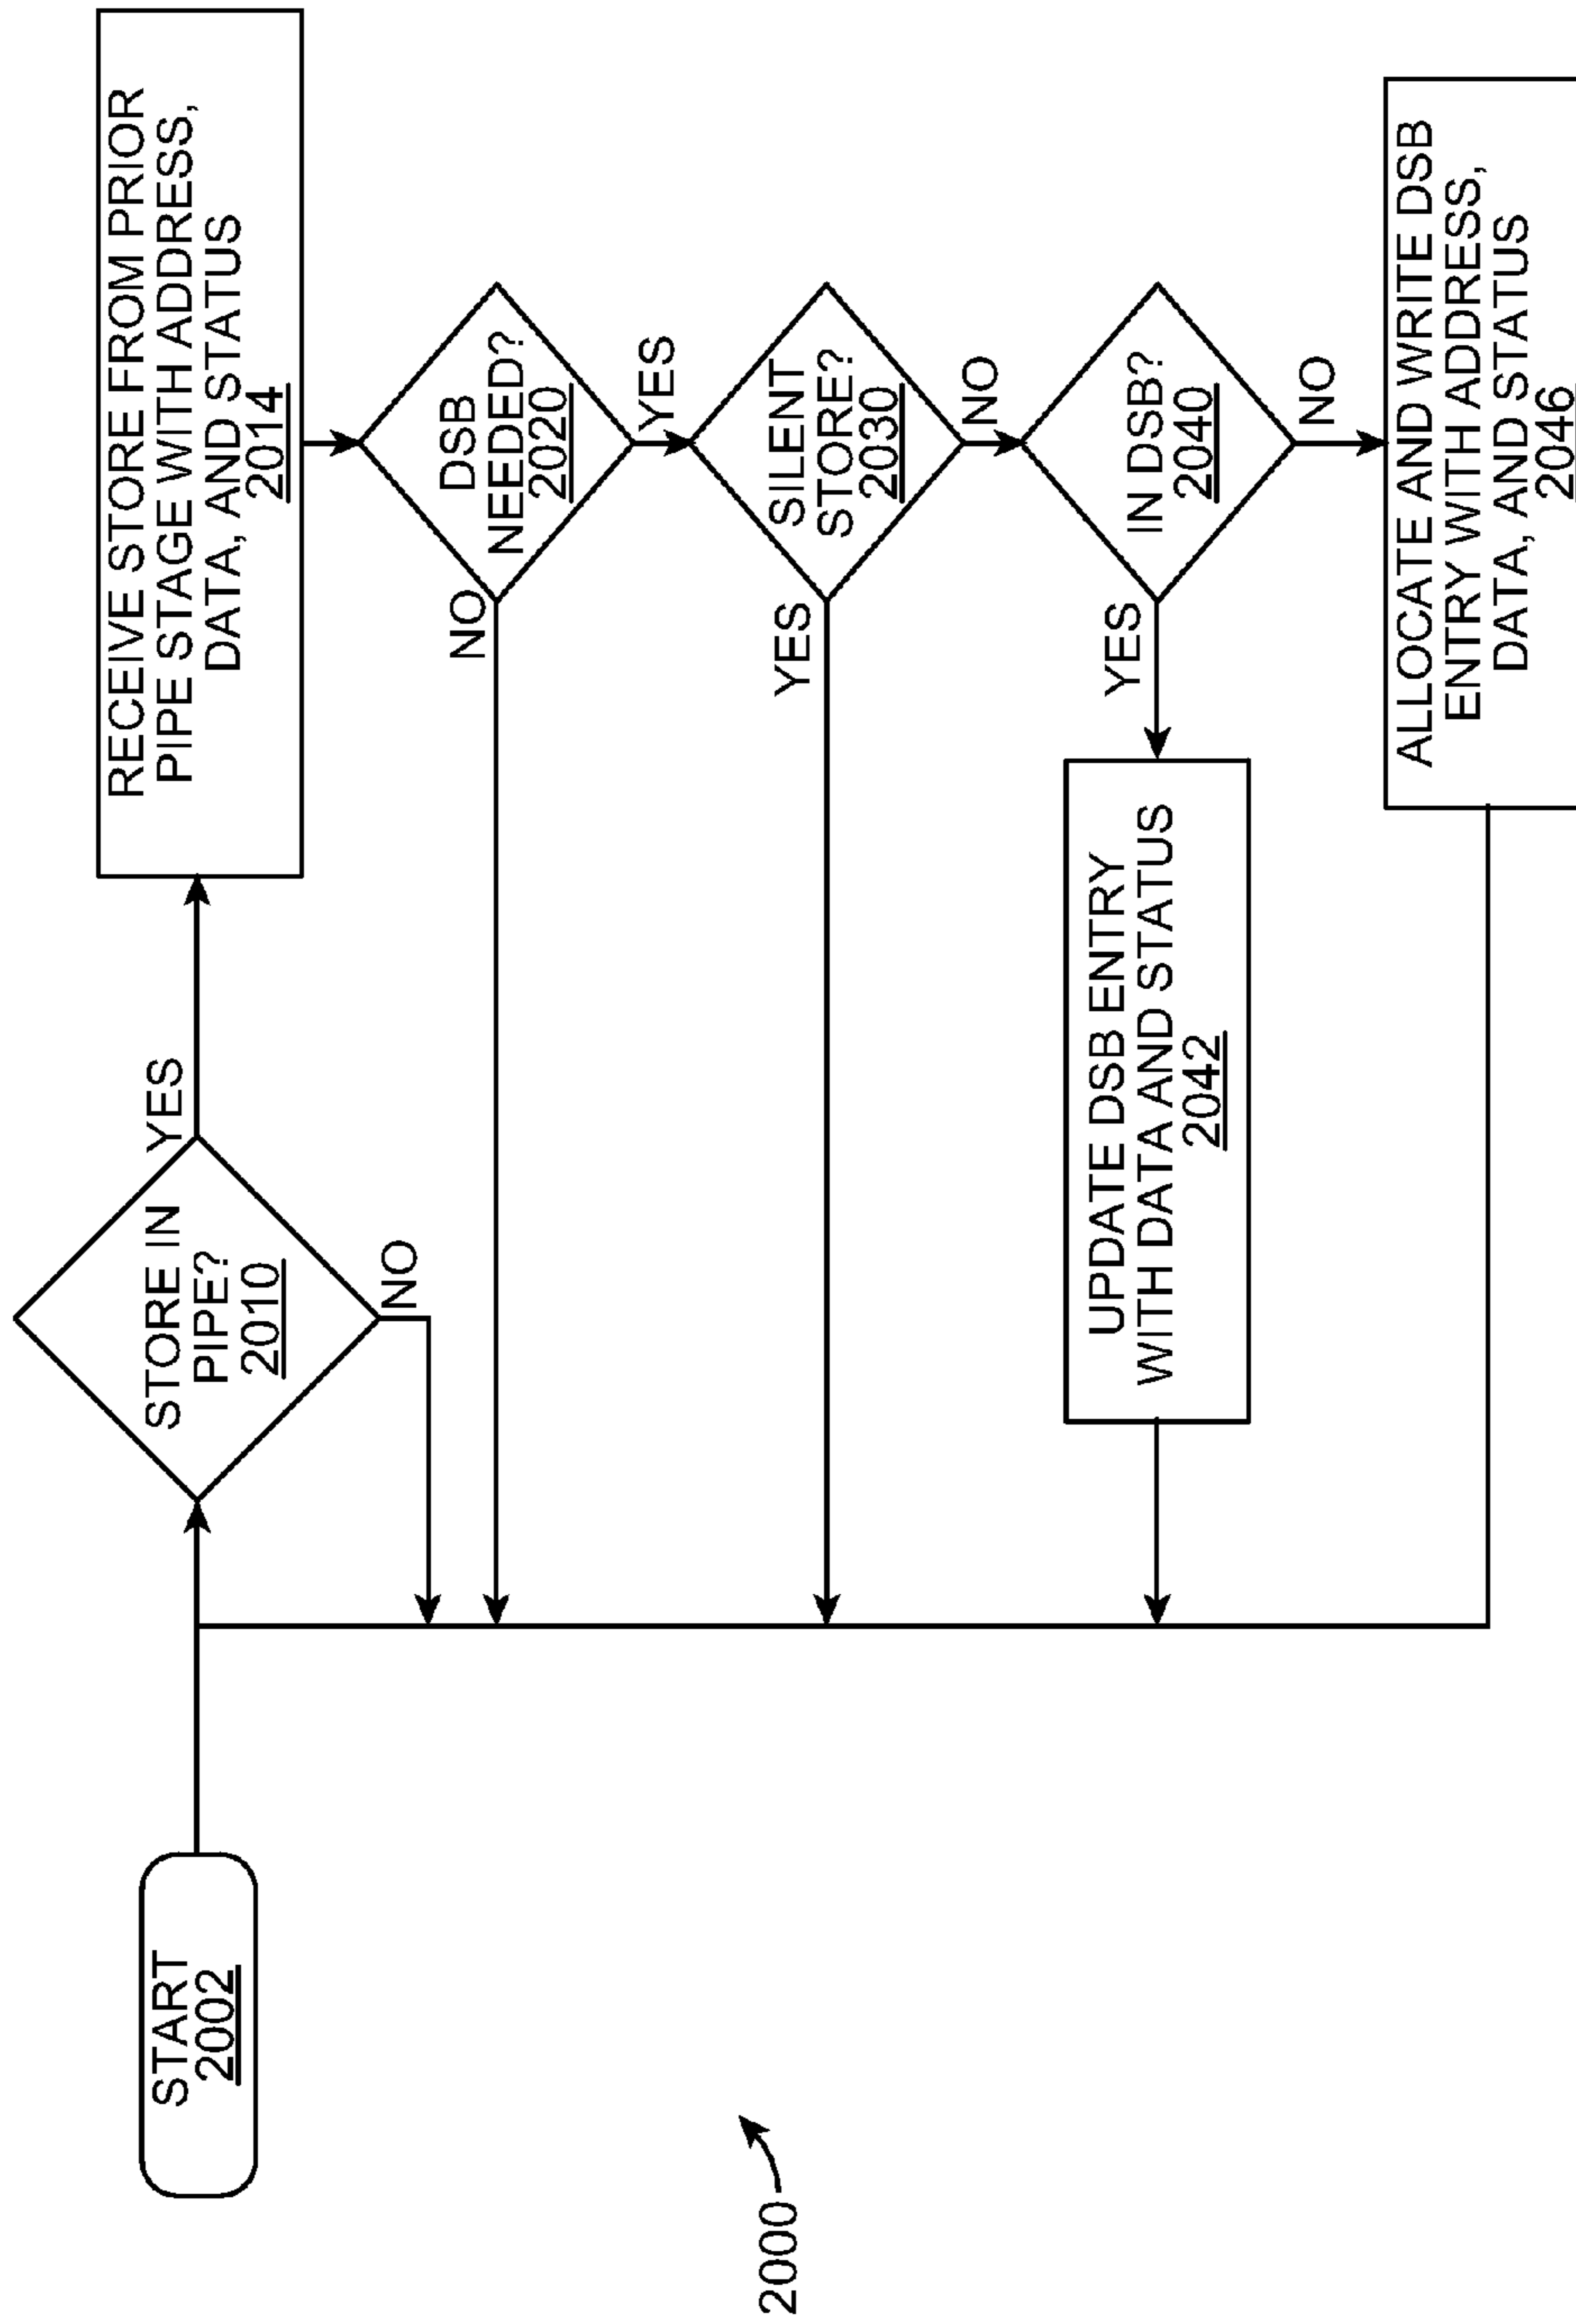 START
2002
STORE IN
PIPE?
2010
YES
NO
RECEIVE STORE FROM PRIOR
PIPE STAGE WITH ADDRESS,
DATA, AND STATUS
2014
DSB
NEEDED?
2020
NO
YES
SILENT
STORE?
2030
YES
NO
IN DSB?
2040
YES
NO
UPDATE DSB ENTRY
WITH DATA AND STATUS
2042
ALLOCATE AND WRITE DSB
ENTRY WITH ADDRESS,
DATA, AND STATUS
2046
2000